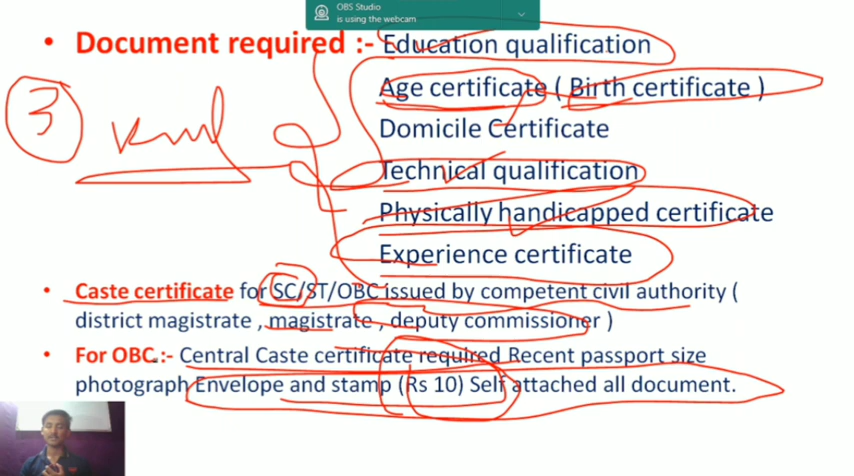 OBS Studio
is using the webcam
• Document required :- Education qualification
Age certificate ( Birth certificate )
Domicile Certificate
Technical qualification
Physically handicapped certificate
Experience certificate
3
• Caste certificate for SC/ST/OBC issued by competent civil authority (
district magistrate , magistrate , deputy commissioner )
• For OBC.:- Central Caste certificate required Recent passport size
photograph Envelope and stamp (Rs 10) Self attached all document.